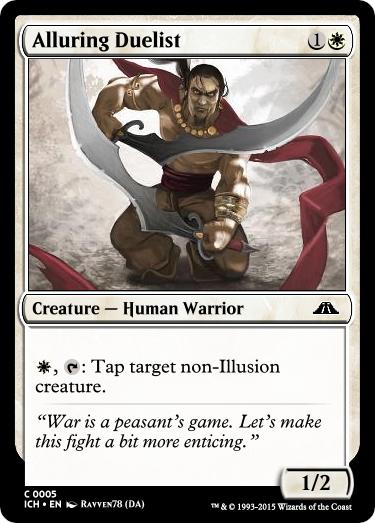 Alluring Duelist 1
Creature — Human Warrior
, : Tap target non-Illusion
creature.
“War is a peasant’s game. Let’s make
this fight a bit more enticing.”
1/2
C 0005
ICH • EN Ravven78 (DA)
™ & © 1993-2015 Wizards of the Coast